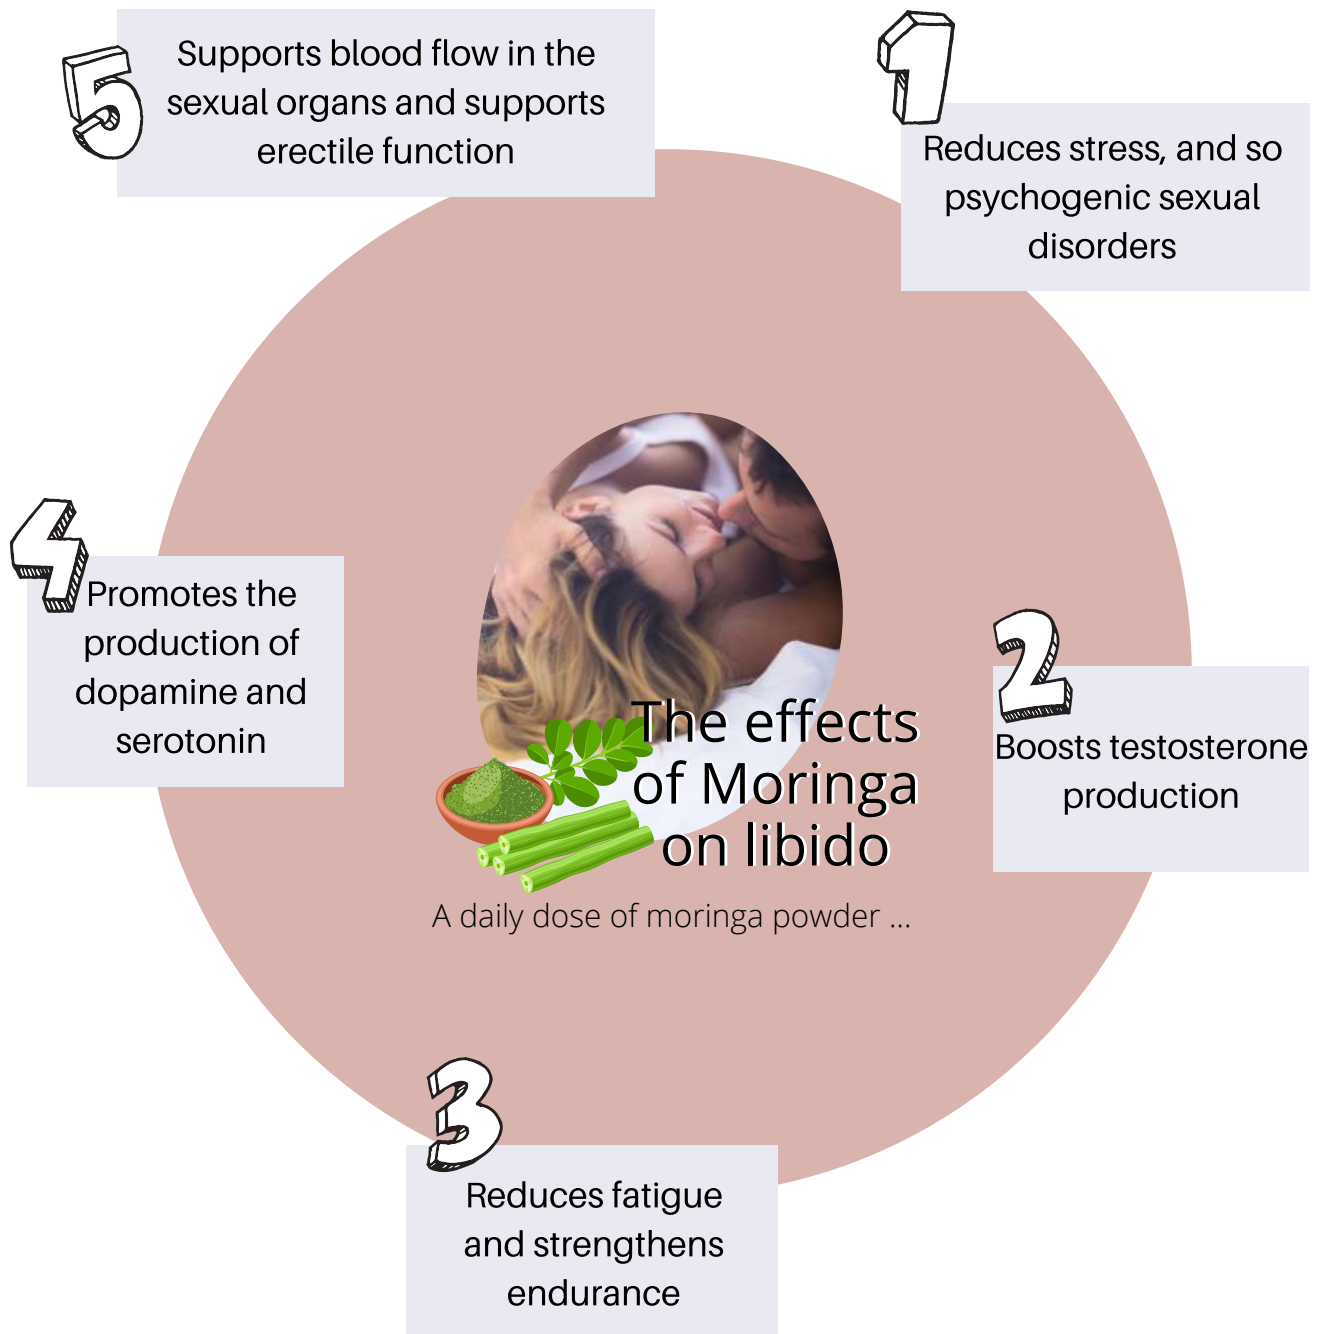 The effects
of Moringa
on libido
A daily dose of moringa powder ...
1
Reduces stress, and so
psychogenic sexual
disorders
2
Boosts testosterone
production
3
Reduces fatigue
and strengthens
endurance
4
Promotes the
production of
dopamine and
serotonin
5
Supports blood flow in the
sexual organs and supports
erectile function